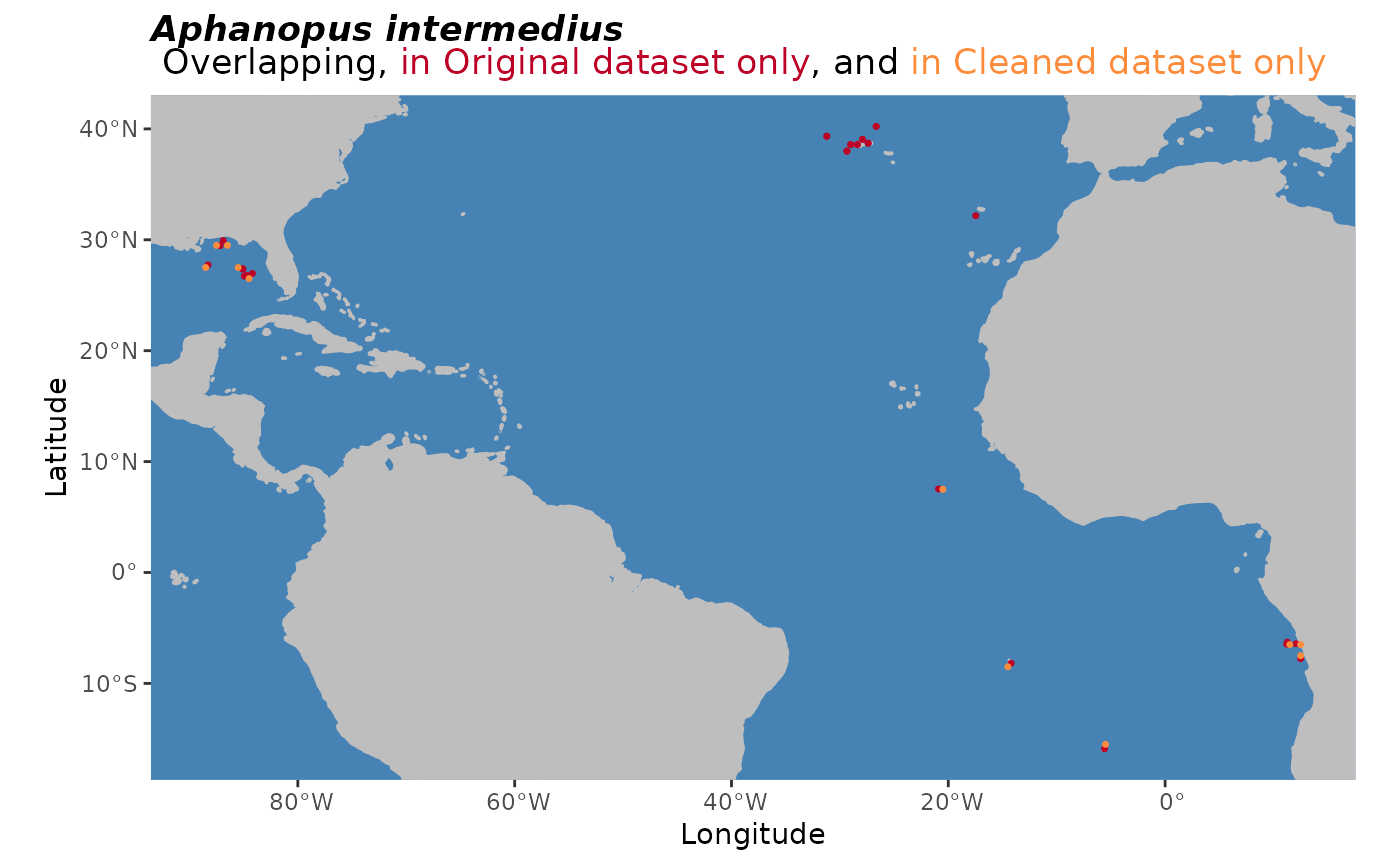 Aphanopus intermedius
Overlapping, in Original dataset only, and in Cleaned dataset only
40°N
30°N
20°N
10°N
0°
10°S
Latitude
80°W
60°W
40°W
20°W
0°
Longitude